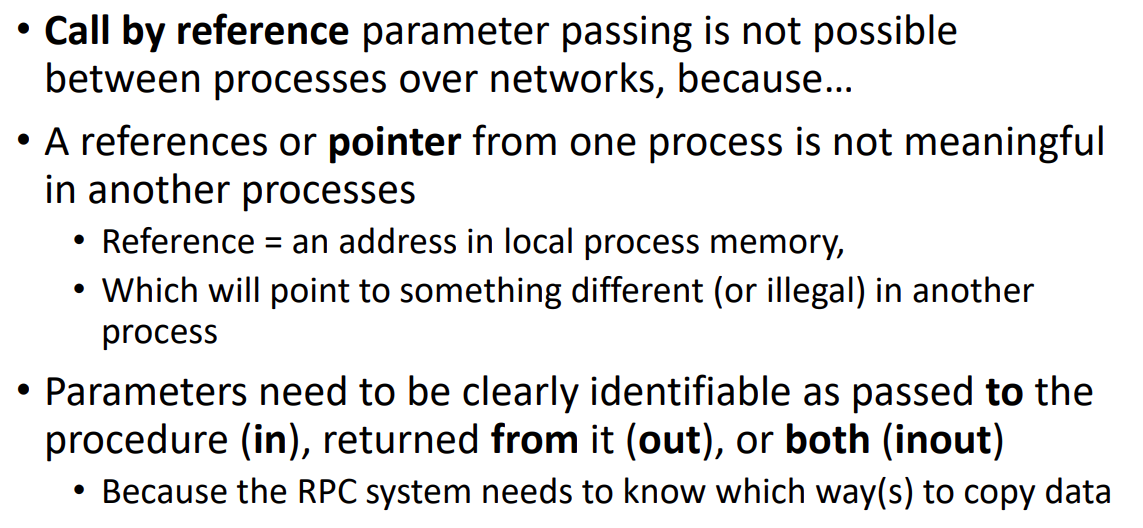 • Call by reference parameter passing is not possible
between processes over networks, because…
• A references or pointer from one process is not meaningful
in another processes
• Reference = an address in local process memory,
• Which will point to something different (or illegal) in another
process
• Parameters need to be clearly identifiable as passed to the
procedure (in), returned from it (out), or both (inout)
• Because the RPC system needs to know which way(s) to copy data